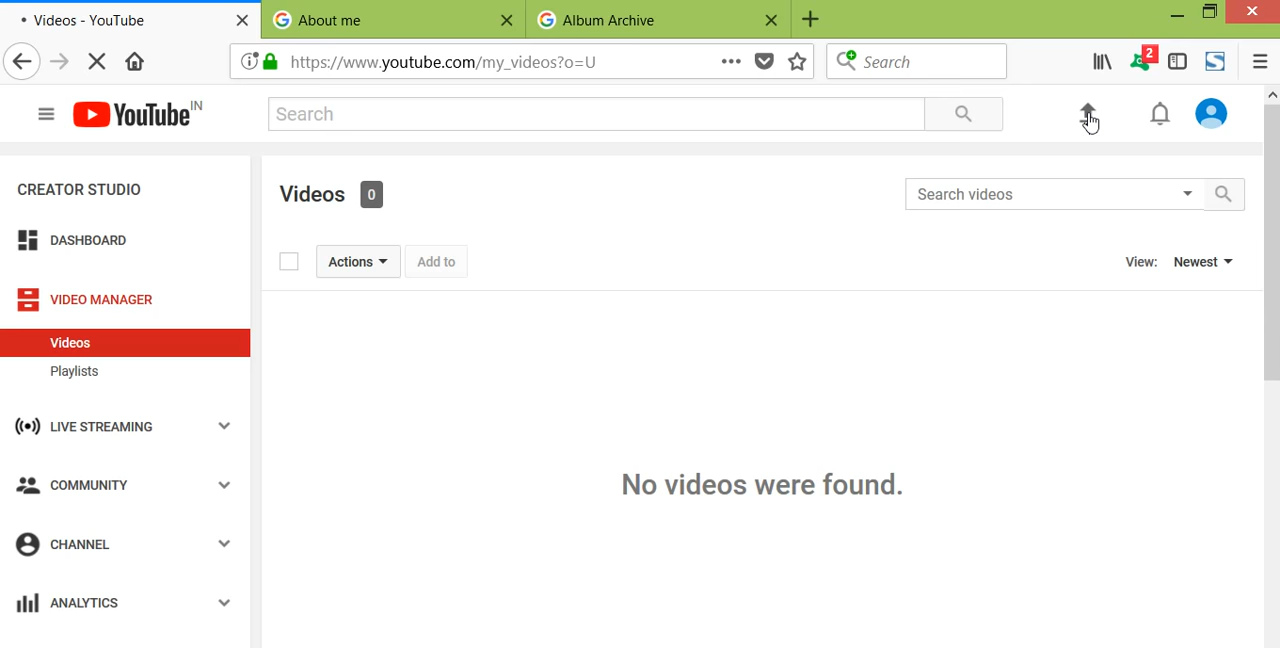 • Videos - YouTube
About me
Album Archive
https://www.youtube.com/my_videos?o=U
Search
2
YouTube IN
Search
CREATOR STUDIO
Videos 0
Search videos
DASHBOARD
Actions
Add to
View: Newest
VIDEO MANAGER
Videos
Playlists
LIVE STREAMING
No videos were found.
COMMUNITY
CHANNEL
ANALYTICS